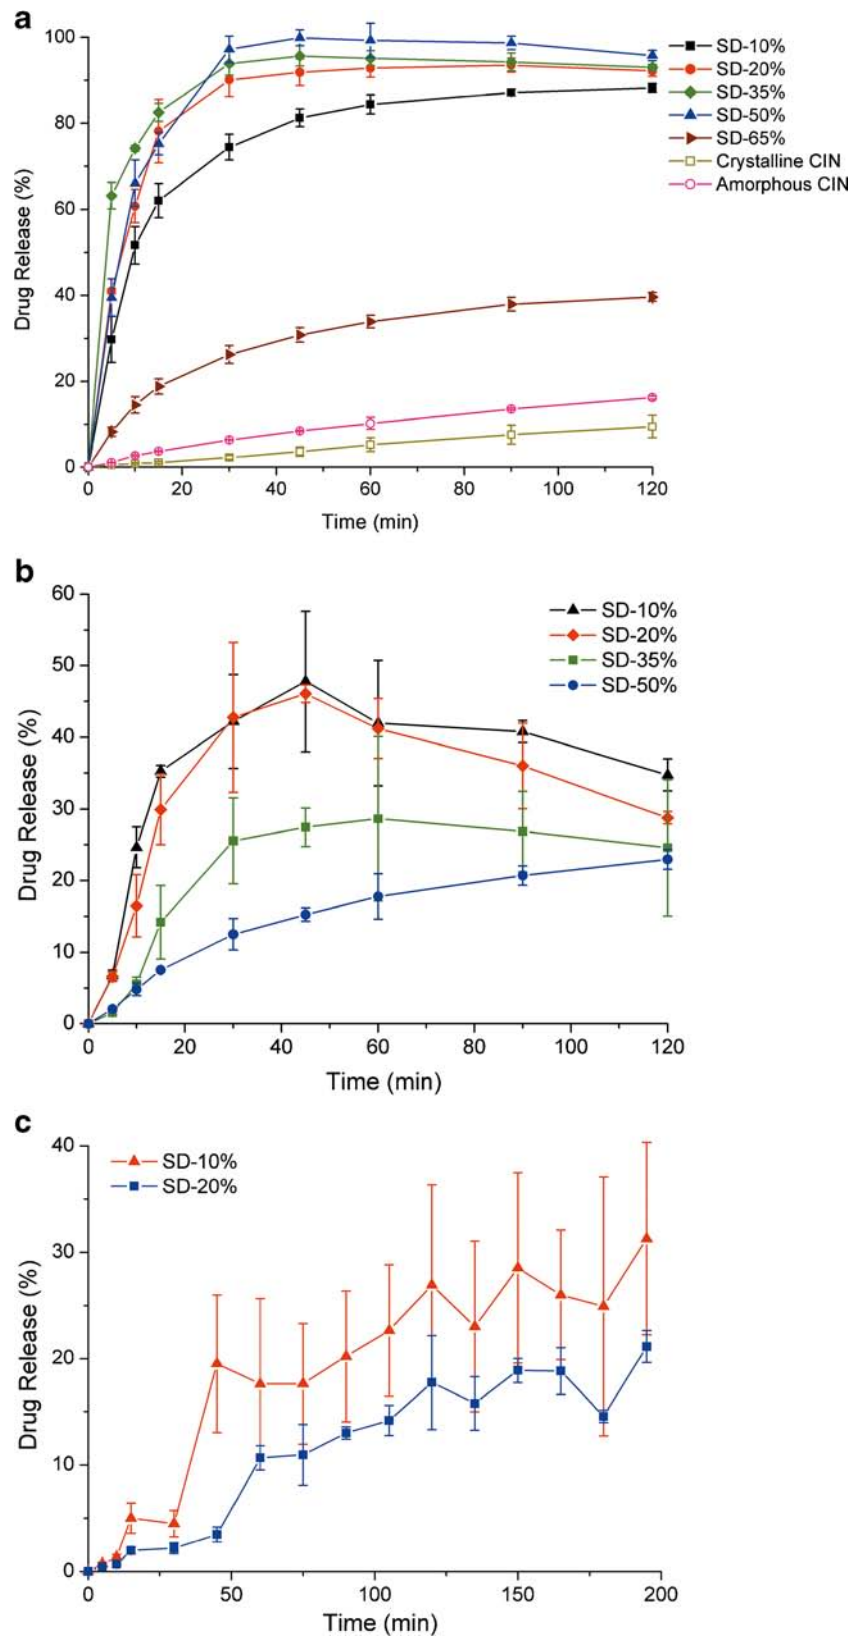 a
100
80
60
40
20
0
Drug Release (%)
0 20 40 60 80 100 120
Time (min)
SD-10%
SD-20%
SD-35%
SD-50%
SD-65%
Crystalline CIN
Amorphous CIN
b
60
50
40
30
20
10
0
Drug Release (%)
0 20 40 60 80 100 120
Time (min)
SD-10%
SD-20%
SD-35%
SD-50%
c
40
30
20
10
0
Drug Release (%)
0 50 100 150 200
Time (min)
SD-10%
SD-20%